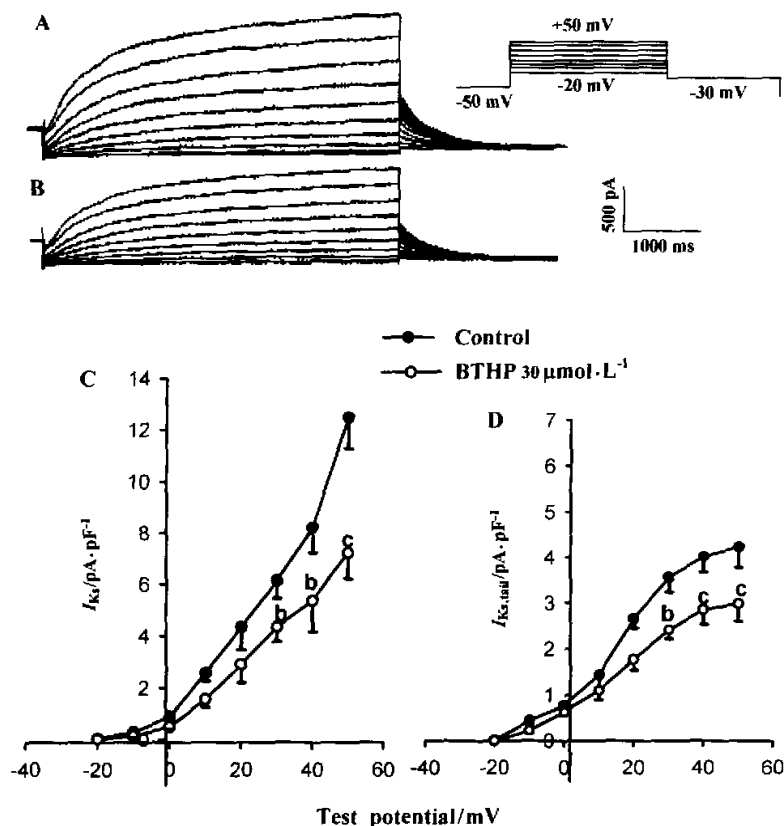 A
+50 mV
-50 mV
-20 mV
-30 mV
B
500 pA
1000 ms
Control
BTHP 30 μmol·L⁻¹
C
14
12
10
8
6
4
2
0
-40
-20
0
20
40
60
I_Ks/pA·pF⁻¹
b
b
c
D
7
6
5
4
3
2
1
0
-40
-20
0
20
40
60
I_Ks,tail/pA·pF⁻¹
b
c
c
Test potential/mV